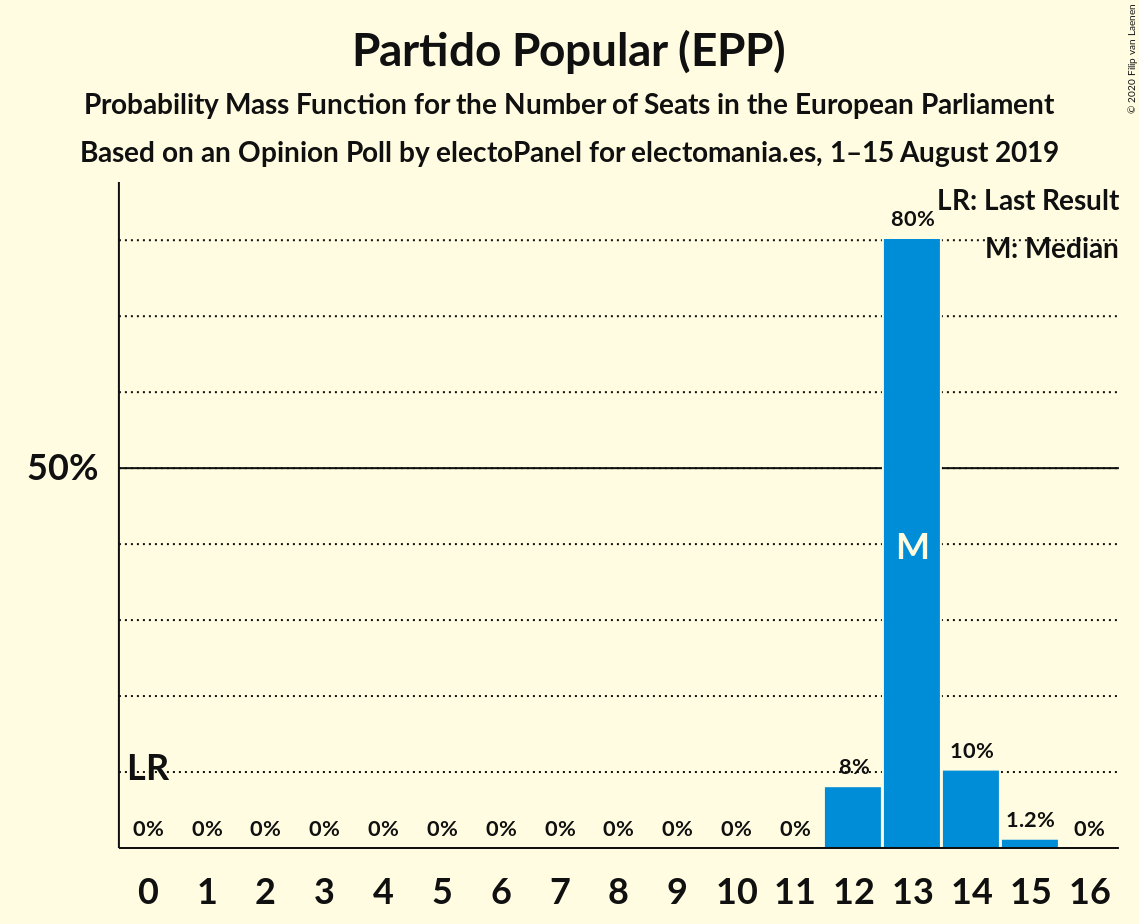 Partido Popular (EPP)
Probability Mass Function for the Number of Seats in the European Parliament
Based on an Opinion Poll by electoPanel for electomania.es, 1–15 August 2019
© 2020 Filip van Laenen
LR: Last Result
M: Median
80%
50%
M
LR
10%
8%
0% 0% 0% 0% 0% 0% 0% 0% 0% 0% 0% 0% 1.2% 0%
0 1 2 3 4 5 6 7 8 9 10 11 12 13 14 15 16